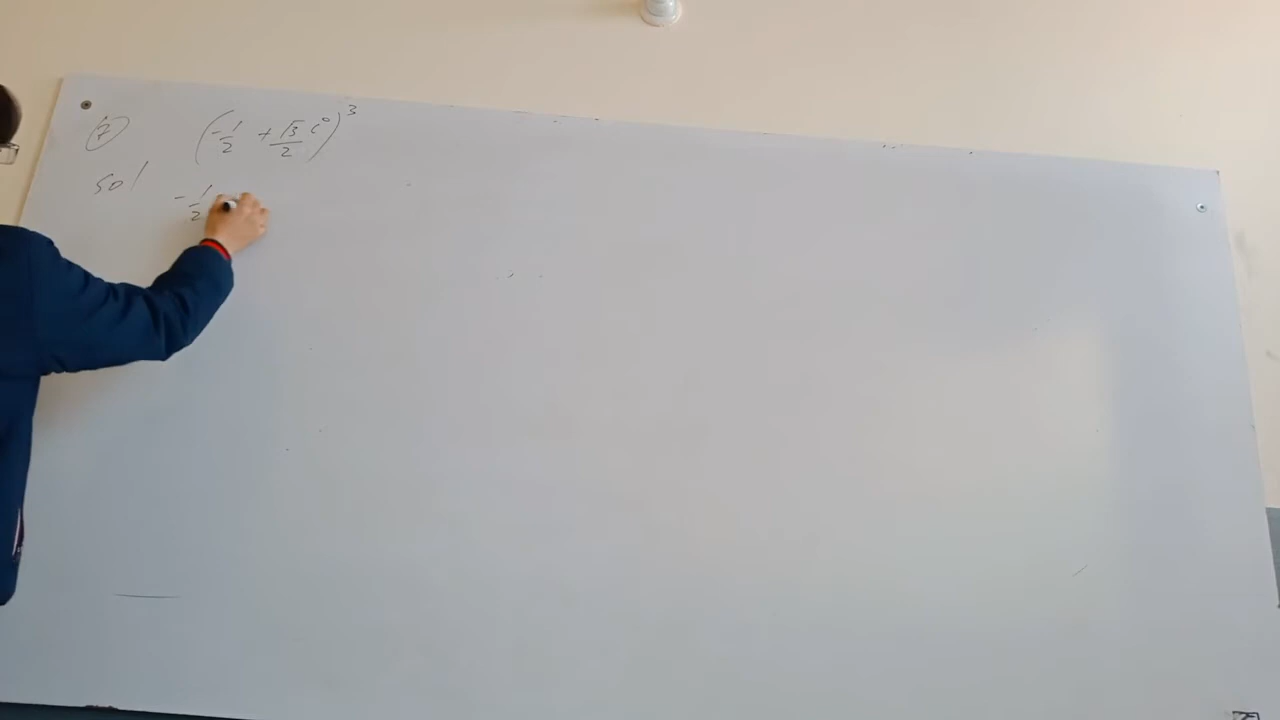 ⑦ (-1/2 + √3/2 i)³
sol
-1/2